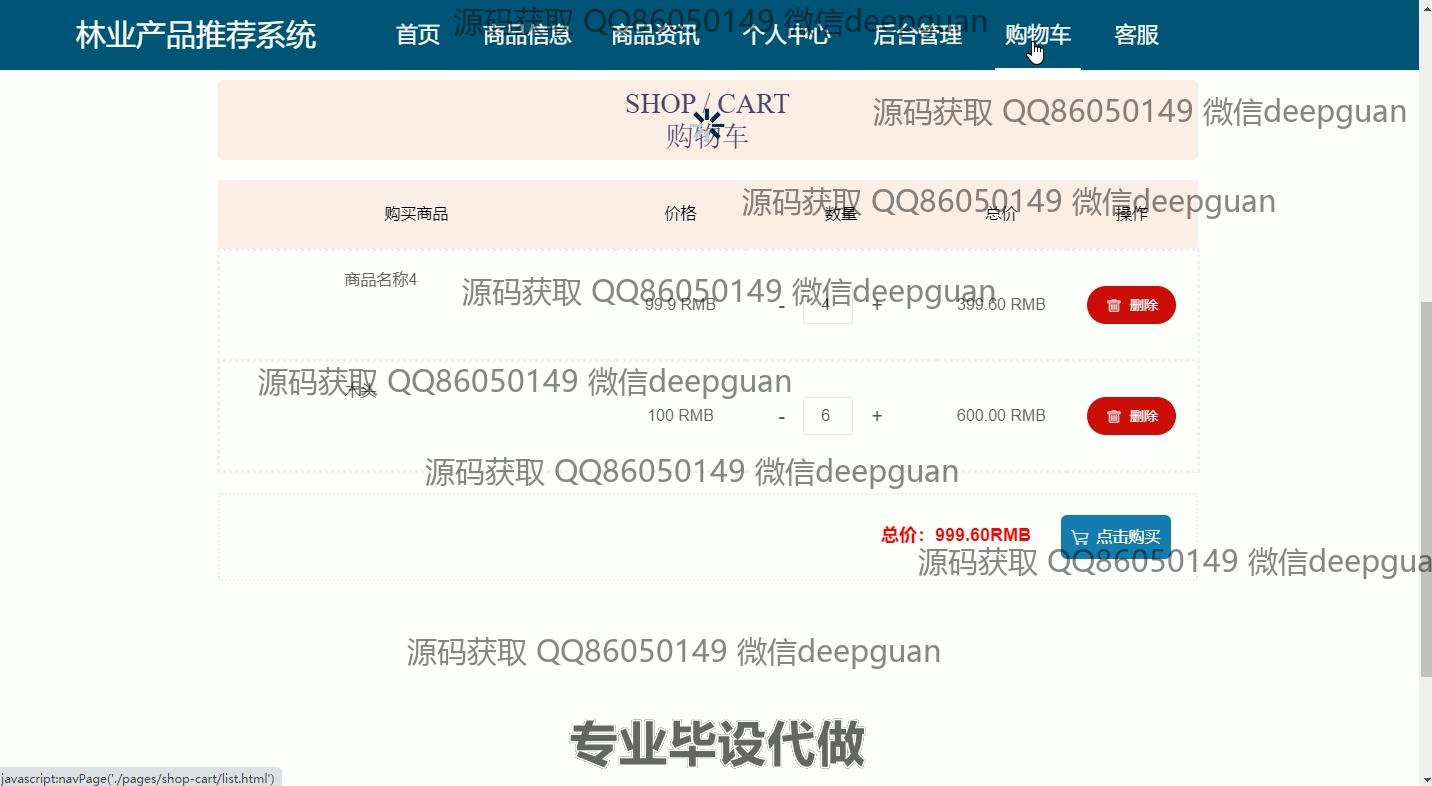 林业产品推荐系统 首页 商品信息 商品资讯 个人中心 后台管理 购物车 客服
源码获取 QQ86050149 微信deepguan
SHOP / CART
购物车
源码获取 QQ86050149 微信deepguan
购买商品 价格 数量 总价 操作
源码获取 QQ86050149 微信deepguan
商品名称4
99.9 RMB - 4 + 399.60 RMB 删除
源码获取 QQ86050149 微信deepguan
木头
源码获取 QQ86050149 微信deepguan
100 RMB - 6 + 600.00 RMB 删除
源码获取 QQ86050149 微信deepguan
总价：999.60RMB 点击购买
源码获取 QQ86050149 微信deepgua
源码获取 QQ86050149 微信deepguan
专业毕设代做
javascript:navPage('./pages/shop-cart/list.html')